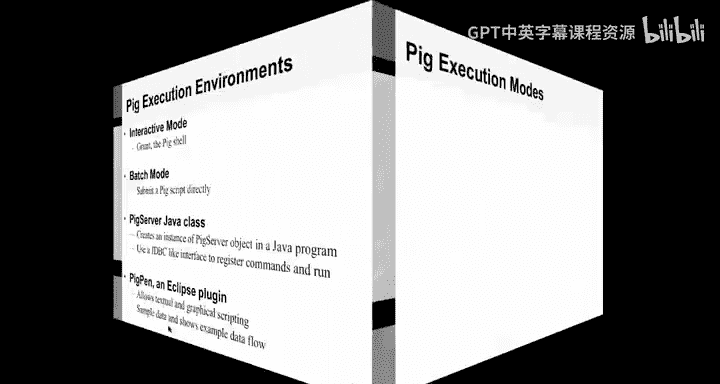 GPT中英字幕课程资源 bilibili
Pig Execution Environments
• Interactive Mode
– Grunt, the Pig shell
• Batch Mode
Submit a Pig script directly
• PigServer Java class
– Creates an instance of PigServer object in a Java program
– Use a JDBC like interface to register commands and run
• PigPen, an Eclipse plugin
– Allows textual and graphical scripting
Sample data and shows example data flow
Pig Execution Modes